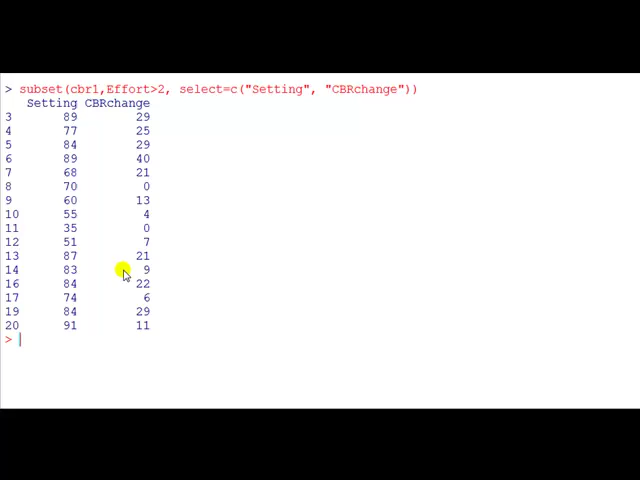 > subset(cbr1,Effort>2, select=c("Setting", "CBRchange"))
Setting CBRchange
3 89 29
4 77 25
5 84 29
6 89 40
7 68 21
8 70 0
9 60 13
10 55 4
11 35 0
12 51 7
13 87 21
14 83 9
16 84 22
17 74 6
19 84 29
20 91 11
>